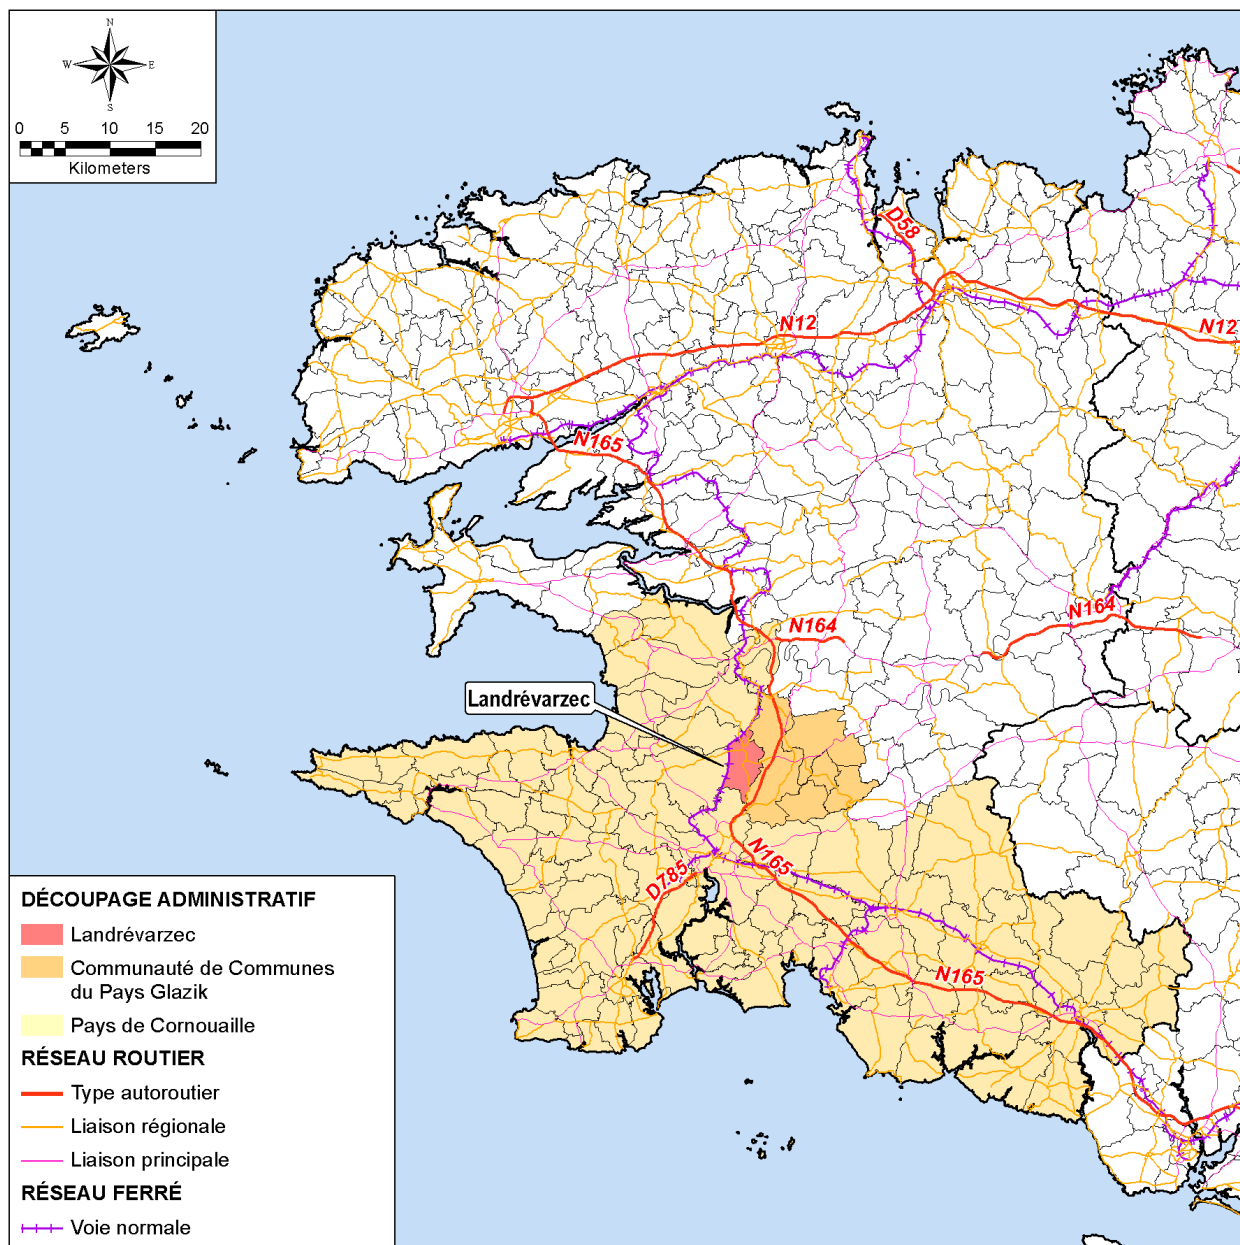 N
W E
S
0 5 10 15 20
Kilometers
D58
N12
N12
N165
N164
N164
Landrévarzec
N165
D785
N165
DÉCOUPAGE ADMINISTRATIF
Landrévarzec
Communauté de Communes
du Pays Glazik
Pays de Cornouaille
RÉSEAU ROUTIER
Type autoroutier
Liaison régionale
Liaison principale
RÉSEAU FERRÉ
Voie normale